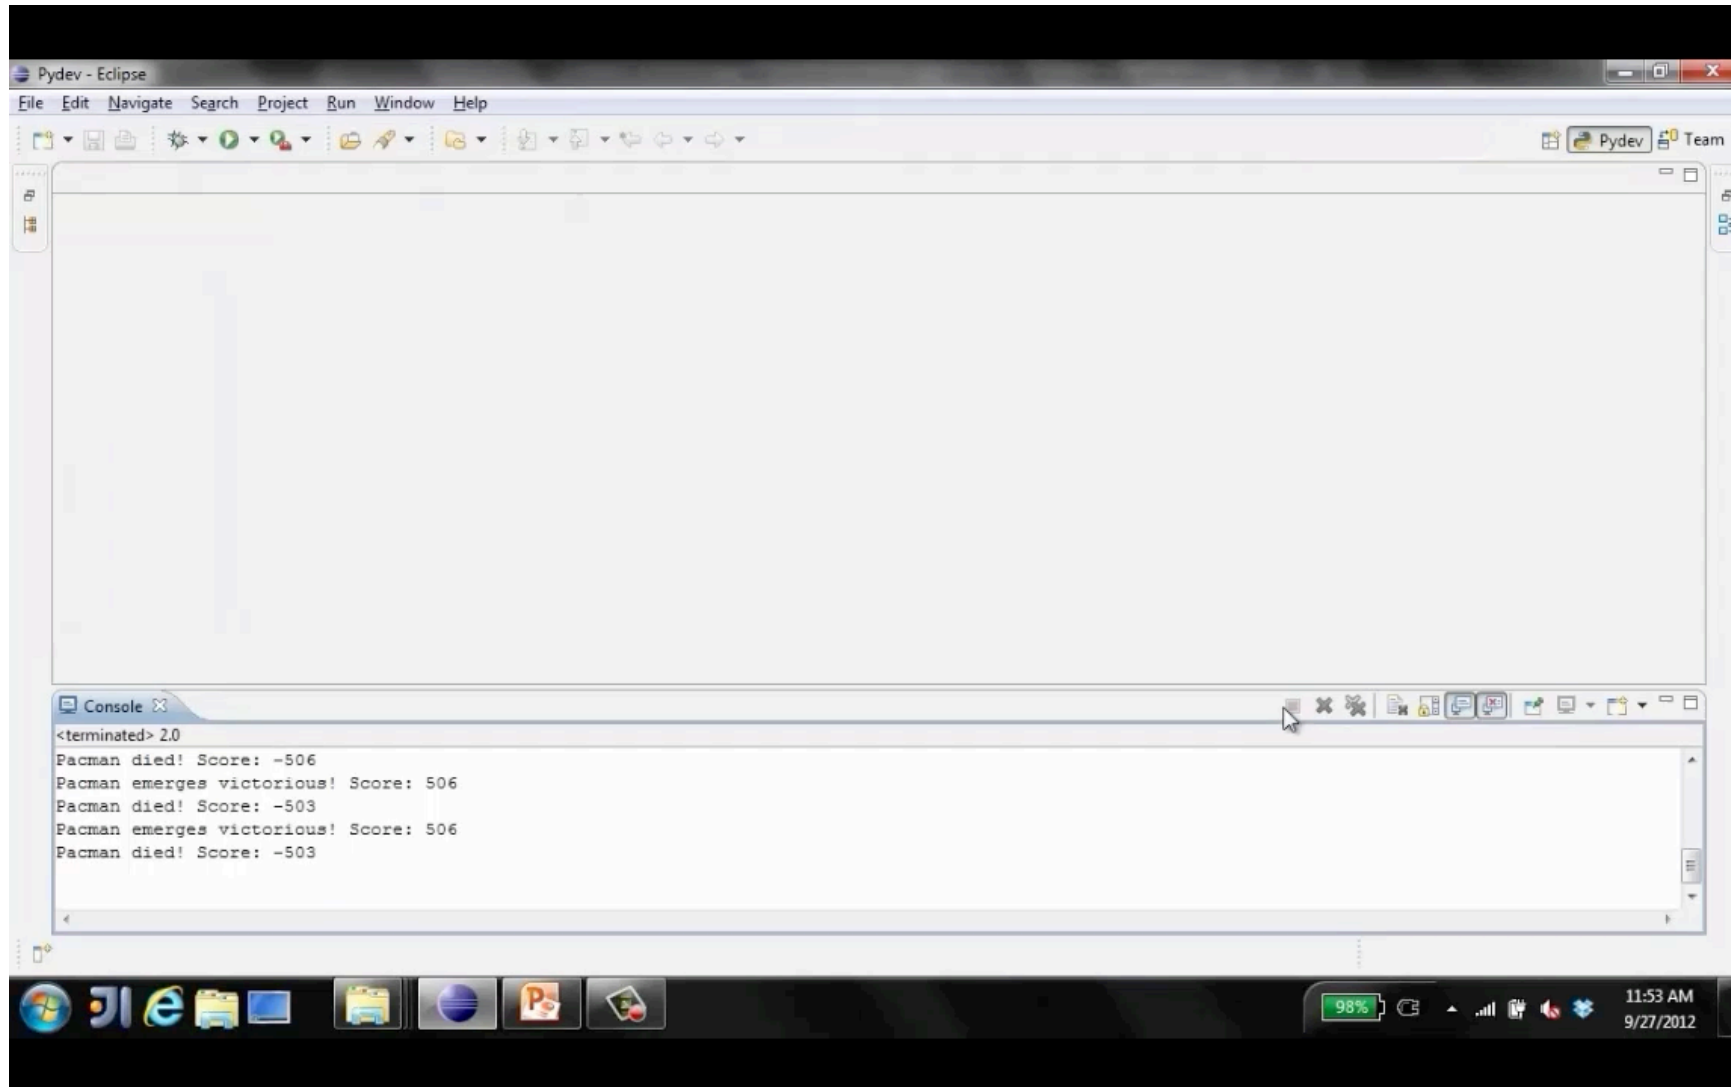 Pydev - Eclipse
File Edit Navigate Search Project Run Window Help
Pydev Team
Console
<terminated> 2.0
Pacman died! Score: -506
Pacman emerges victorious! Score: 506
Pacman died! Score: -503
Pacman emerges victorious! Score: 506
Pacman died! Score: -503
98%
11:53 AM
9/27/2012